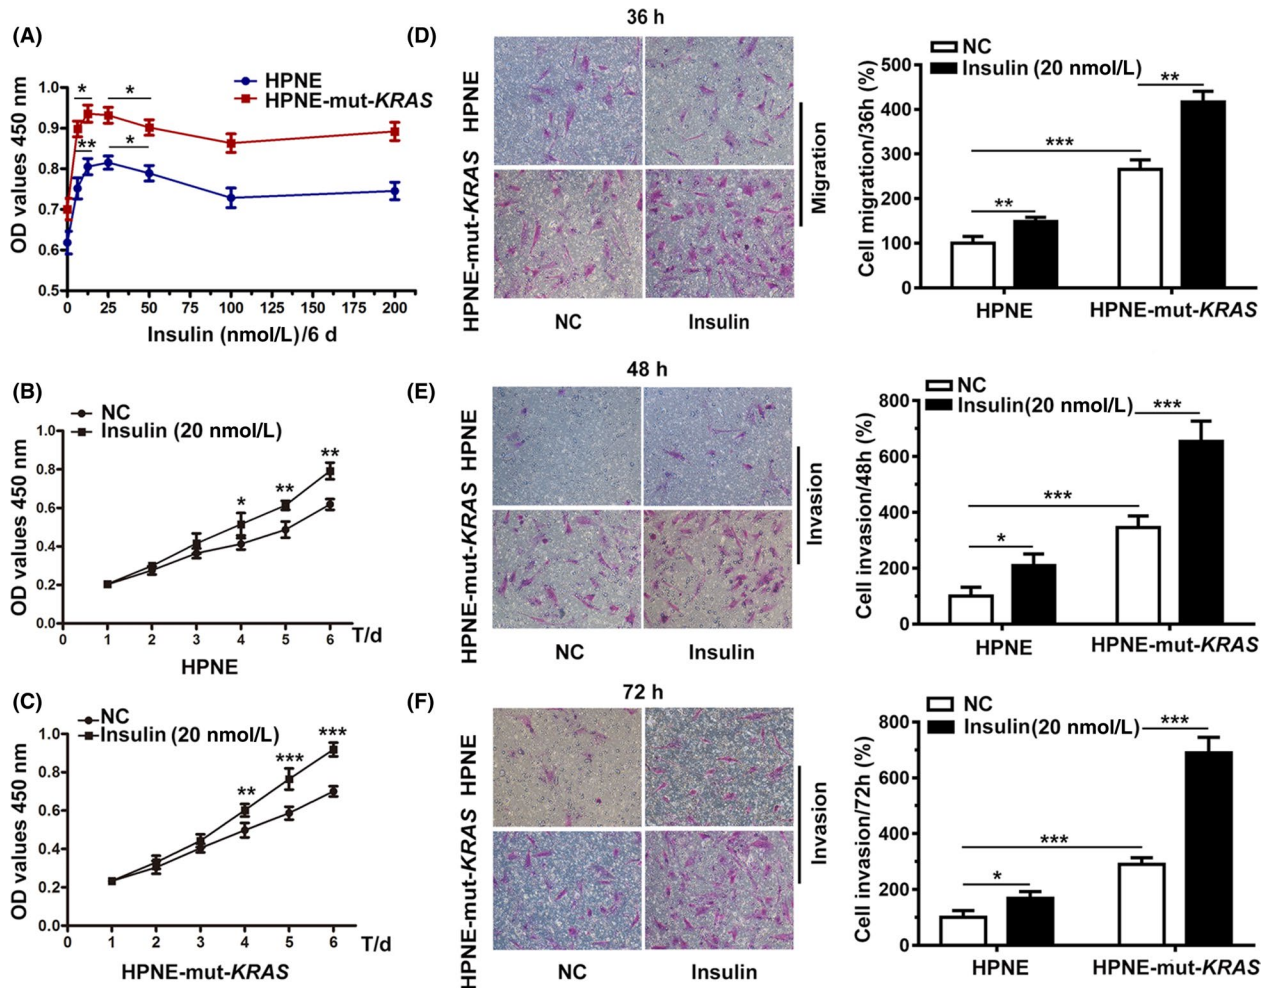 (A)
HPNE
HPNE-mut-KRAS
* *
** *
OD values 450 nm
1.0
0.9
0.8
0.7
0.6
0.5
0 25 50 75 100 125 150 175 200
Insulin (nmol/L)/6 d
(B)
NC
Insulin (20 nmol/L)
* ** **
OD values 450 nm
1.0
0.8
0.6
0.4
0.2
0.0
0 1 2 3 4 5 6 T/d
HPNE
(C)
NC
Insulin (20 nmol/L)
** *** ***
OD values 450 nm
1.0
0.8
0.6
0.4
0.2
0.0
0 1 2 3 4 5 6 T/d
HPNE-mut-KRAS
(D)
36 h
HPNE-mut-KRAS HPNE
Migration
NC Insulin
NC
Insulin (20 nmol/L)
** *** **
Cell migration/36h (%)
500
400
300
200
100
0
HPNE HPNE-mut-KRAS
(E)
48 h
HPNE-mut-KRAS HPNE
Invasion
NC Insulin
NC
Insulin(20 nmol/L)
* *** ***
Cell invasion/48h (%)
800
600
400
200
0
HPNE HPNE-mut-KRAS
(F)
72 h
HPNE-mut-KRAS HPNE
Invasion
NC Insulin
NC
Insulin(20 nmol/L)
* *** ***
Cell invasion/72h (%)
800
600
400
200
0
HPNE HPNE-mut-KRAS